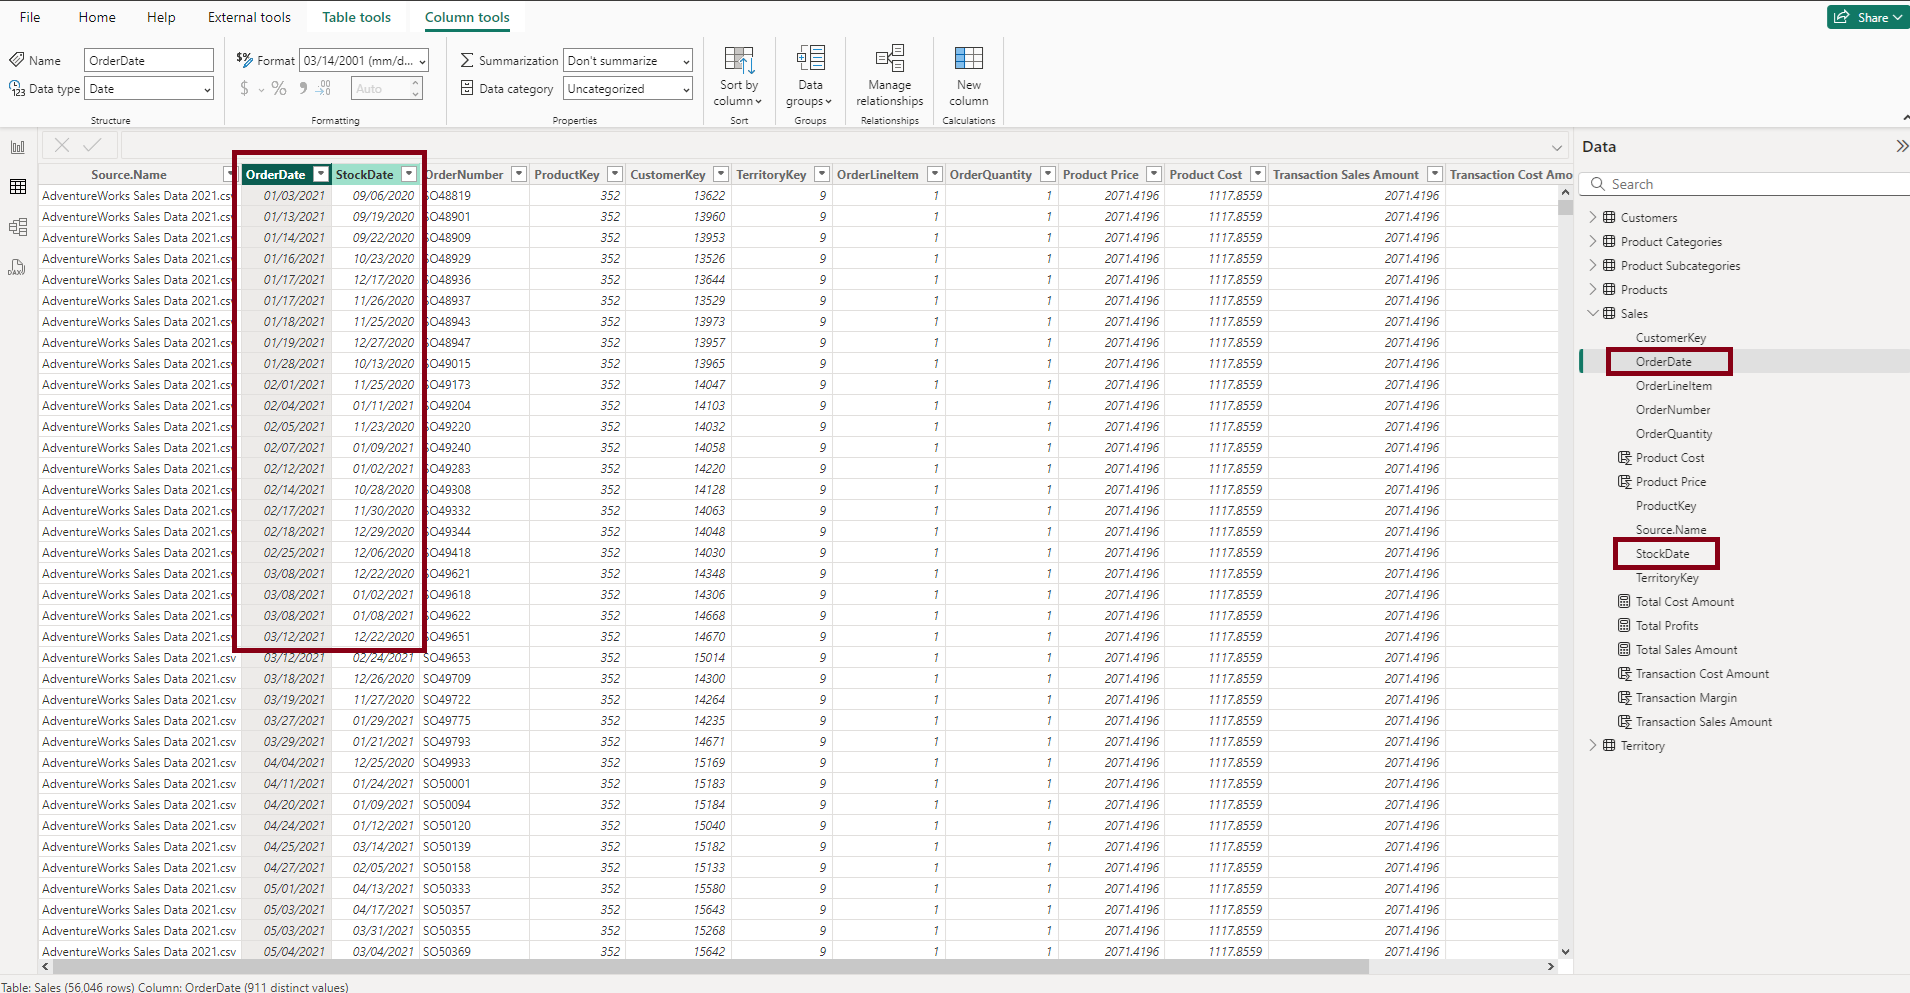 File Home Help External tools Table tools Column tools Share
Name OrderDate $% Format 03/14/2001 (mm/d... Summarization Don't summarize
Data type Date $ % 9 .00 Auto Data category Uncategorized
Sort by column Data groups Manage relationships New column
Structure Formatting Properties Sort Groups Relationships Calculations
Source.Name OrderDate StockDate OrderNumber ProductKey CustomerKey TerritoryKey OrderLineItem OrderQuantity Product Price Product Cost Transaction Sales Amount Transaction Cost Amo
AdventureWorks Sales Data 2021.csv 01/03/2021 09/06/2020 SO48819 352 13622 9 1 1 2071.4196 1117.8559 2071.4196
AdventureWorks Sales Data 2021.csv 01/13/2021 09/19/2020 SO48901 352 13960 9 1 1 2071.4196 1117.8559 2071.4196
AdventureWorks Sales Data 2021.csv 01/14/2021 09/22/2020 SO48909 352 13953 9 1 1 2071.4196 1117.8559 2071.4196
AdventureWorks Sales Data 2021.csv 01/16/2021 10/23/2020 SO48929 352 13526 9 1 1 2071.4196 1117.8559 2071.4196
AdventureWorks Sales Data 2021.csv 01/17/2021 12/17/2020 SO48936 352 13644 9 1 1 2071.4196 1117.8559 2071.4196
AdventureWorks Sales Data 2021.csv 01/17/2021 11/26/2020 SO48937 352 13529 9 1 1 2071.4196 1117.8559 2071.4196
AdventureWorks Sales Data 2021.csv 01/18/2021 11/25/2020 SO48943 352 13973 9 1 1 2071.4196 1117.8559 2071.4196
AdventureWorks Sales Data 2021.csv 01/19/2021 12/27/2020 SO48947 352 13957 9 1 1 2071.4196 1117.8559 2071.4196
AdventureWorks Sales Data 2021.csv 01/28/2021 10/13/2020 SO49015 352 13965 9 1 1 2071.4196 1117.8559 2071.4196
AdventureWorks Sales Data 2021.csv 02/01/2021 11/25/2020 SO49173 352 14047 9 1 1 2071.4196 1117.8559 2071.4196
AdventureWorks Sales Data 2021.csv 02/04/2021 01/11/2021 SO49204 352 14103 9 1 1 2071.4196 1117.8559 2071.4196
AdventureWorks Sales Data 2021.csv 02/05/2021 11/23/2020 SO49220 352 14032 9 1 1 2071.4196 1117.8559 2071.4196
AdventureWorks Sales Data 2021.csv 02/07/2021 01/09/2021 SO49240 352 14058 9 1 1 2071.4196 1117.8559 2071.4196
AdventureWorks Sales Data 2021.csv 02/12/2021 01/02/2021 SO49283 352 14220 9 1 1 2071.4196 1117.8559 2071.4196
AdventureWorks Sales Data 2021.csv 02/14/2021 10/28/2020 SO49308 352 14128 9 1 1 2071.4196 1117.8559 2071.4196
AdventureWorks Sales Data 2021.csv 02/17/2021 11/30/2020 SO49332 352 14063 9 1 1 2071.4196 1117.8559 2071.4196
AdventureWorks Sales Data 2021.csv 02/18/2021 12/29/2020 SO49344 352 14048 9 1 1 2071.4196 1117.8559 2071.4196
AdventureWorks Sales Data 2021.csv 02/25/2021 12/06/2020 SO49418 352 14030 9 1 1 2071.4196 1117.8559 2071.4196
AdventureWorks Sales Data 2021.csv 03/08/2021 12/22/2020 SO49621 352 14348 9 1 1 2071.4196 1117.8559 2071.4196
AdventureWorks Sales Data 2021.csv 03/08/2021 01/02/2021 SO49618 352 14306 9 1 1 2071.4196 1117.8559 2071.4196
AdventureWorks Sales Data 2021.csv 03/08/2021 01/08/2021 SO49622 352 14668 9 1 1 2071.4196 1117.8559 2071.4196
AdventureWorks Sales Data 2021.csv 03/12/2021 12/22/2020 SO49651 352 14670 9 1 1 2071.4196 1117.8559 2071.4196
AdventureWorks Sales Data 2021.csv 03/12/2021 02/24/2021 SO49653 352 15014 9 1 1 2071.4196 1117.8559 2071.4196
AdventureWorks Sales Data 2021.csv 03/18/2021 12/26/2020 SO49709 352 14300 9 1 1 2071.4196 1117.8559 2071.4196
AdventureWorks Sales Data 2021.csv 03/19/2021 11/27/2020 SO49722 352 14264 9 1 1 2071.4196 1117.8559 2071.4196
AdventureWorks Sales Data 2021.csv 03/27/2021 01/29/2021 SO49775 352 14235 9 1 1 2071.4196 1117.8559 2071.4196
AdventureWorks Sales Data 2021.csv 03/29/2021 01/21/2021 SO49793 352 14671 9 1 1 2071.4196 1117.8559 2071.4196
AdventureWorks Sales Data 2021.csv 04/04/2021 12/25/2020 SO49933 352 15169 9 1 1 2071.4196 1117.8559 2071.4196
AdventureWorks Sales Data 2021.csv 04/11/2021 01/24/2021 SO50001 352 15183 9 1 1 2071.4196 1117.8559 2071.4196
AdventureWorks Sales Data 2021.csv 04/20/2021 01/09/2021 SO50094 352 15184 9 1 1 2071.4196 1117.8559 2071.4196
AdventureWorks Sales Data 2021.csv 04/24/2021 01/12/2021 SO50120 352 15040 9 1 1 2071.4196 1117.8559 2071.4196
AdventureWorks Sales Data 2021.csv 04/25/2021 03/14/2021 SO50139 352 15182 9 1 1 2071.4196 1117.8559 2071.4196
AdventureWorks Sales Data 2021.csv 04/27/2021 02/05/2021 SO50158 352 15133 9 1 1 2071.4196 1117.8559 2071.4196
AdventureWorks Sales Data 2021.csv 05/01/2021 04/13/2021 SO50333 352 15580 9 1 1 2071.4196 1117.8559 2071.4196
AdventureWorks Sales Data 2021.csv 05/03/2021 04/17/2021 SO50357 352 15643 9 1 1 2071.4196 1117.8559 2071.4196
AdventureWorks Sales Data 2021.csv 05/03/2021 03/31/2021 SO50355 352 15268 9 1 1 2071.4196 1117.8559 2071.4196
AdventureWorks Sales Data 2021.csv 05/04/2021 03/04/2021 SO50369 352 15642 9 1 1 2071.4196 1117.8559 2071.4196
Data
Search
Customers
Product Categories
Product Subcategories
Products
Sales
CustomerKey
OrderDate
OrderLineItem
OrderNumber
OrderQuantity
Product Cost
Product Price
ProductKey
Source.Name
StockDate
TerritoryKey
Total Cost Amount
Total Profits
Total Sales Amount
Transaction Cost Amount
Transaction Margin
Transaction Sales Amount
Territory
Table: Sales (56,046 rows) Column: OrderDate (911 distinct values)